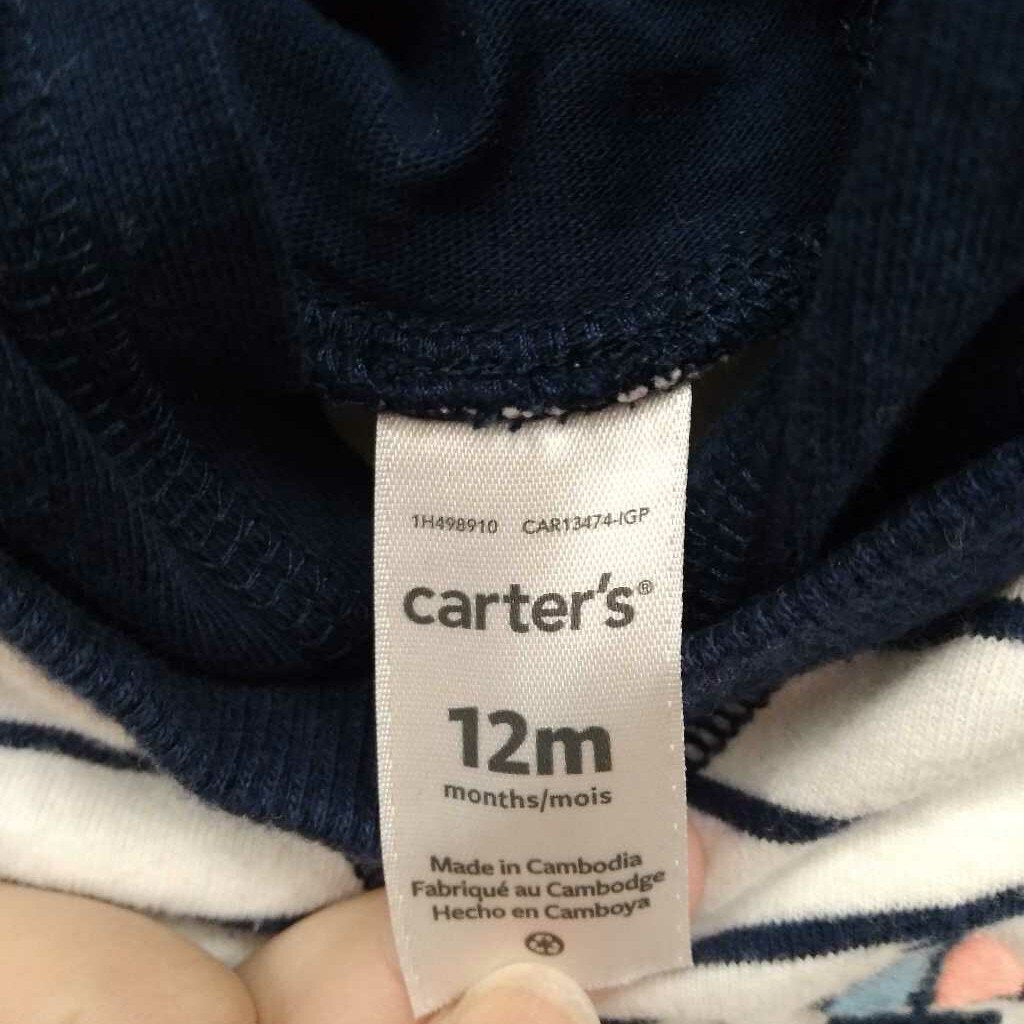 1H498910 CAR13474-IGP
carter's®
12m
months/mois
Made in Cambodia
Fabriqué au Cambodge
Hecho en Camboya